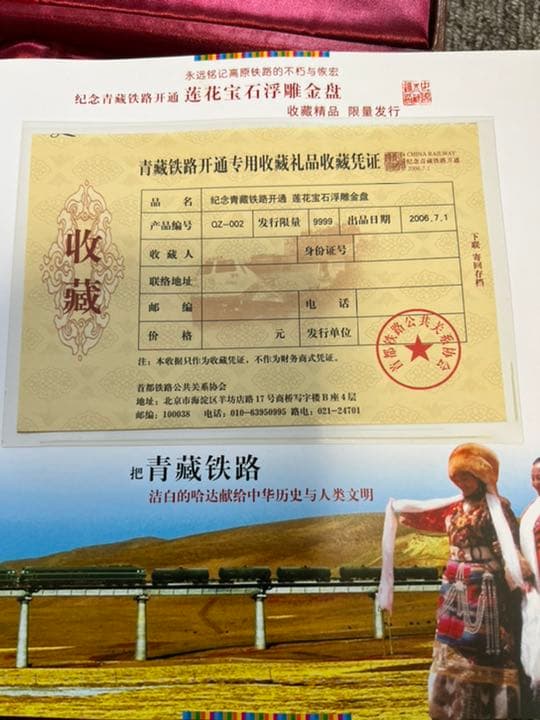 永远铭记高原铁路的不朽与恢宏
纪念青藏铁路开通 莲花宝石浮雕金盘
收藏精品 限量发行
青藏铁路开通专用收藏礼品收藏凭证
CHINA RAILWAY
纪念青藏铁路开通
2006.7.1
收藏
品 名 纪念青藏铁路开通 莲花宝石浮雕金盘
产品编号 QZ-002 发行限量 9999 出品日期 2006.7.1
收 藏 人 身份证号
联络地址
邮 编 电 话
价 格 元 发行单位
下联 寄回存档
首都铁路公共关系协会
注：本收据只作为收藏凭证，不作为财务商式凭证。
首都铁路公共关系协会
地址：北京市海淀区羊坊店路17号商桥写字楼B座4层
邮编：100038 电话：010-63950995 路电：021-24701
把青藏铁路
洁白的哈达献给中华历史与人类文明